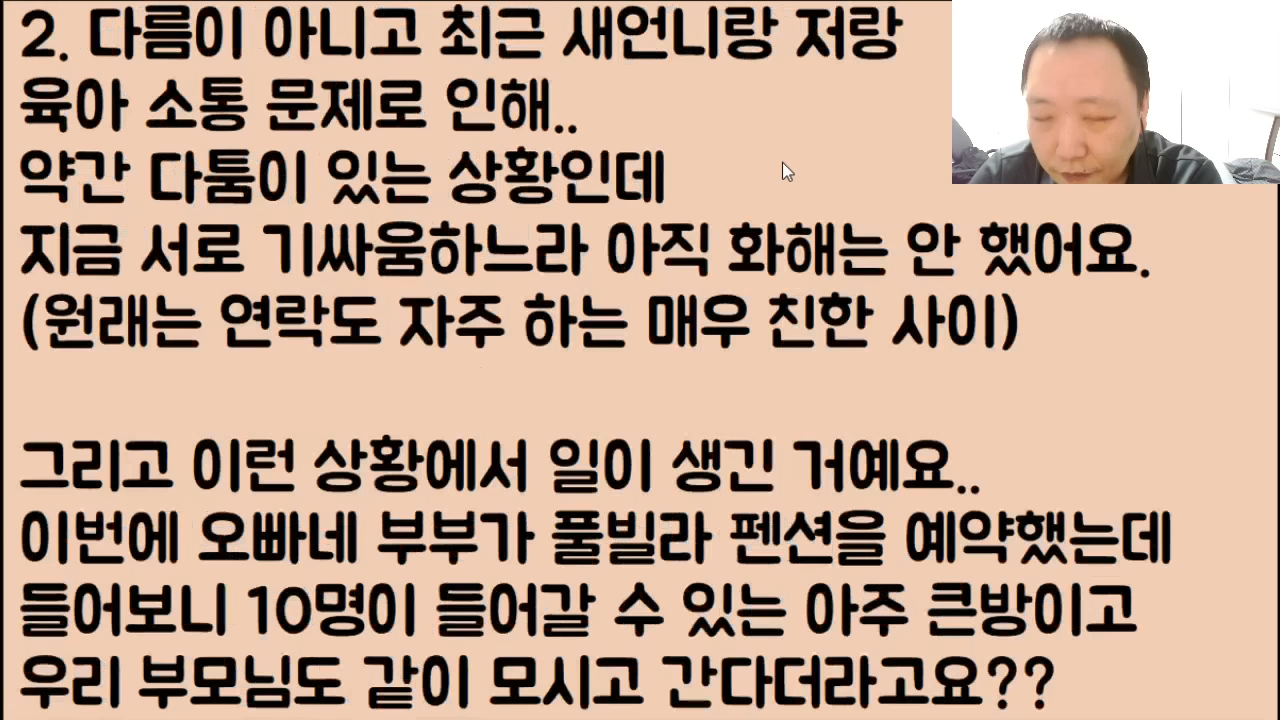 2. 다름이 아니고 최근 새언니랑 저랑
육아 소통 문제로 인해..
약간 다툼이 있는 상황인데
지금 서로 기싸움하느라 아직 화해는 안 했어요.
(원래는 연락도 자주 하는 매우 친한 사이)
그리고 이런 상황에서 일이 생긴 거예요..
이번에 오빠네 부부가 풀빌라 펜션을 예약했는데
들어보니 10명이 들어갈 수 있는 아주 큰방이고
우리 부모님도 같이 모시고 간다더라고요??